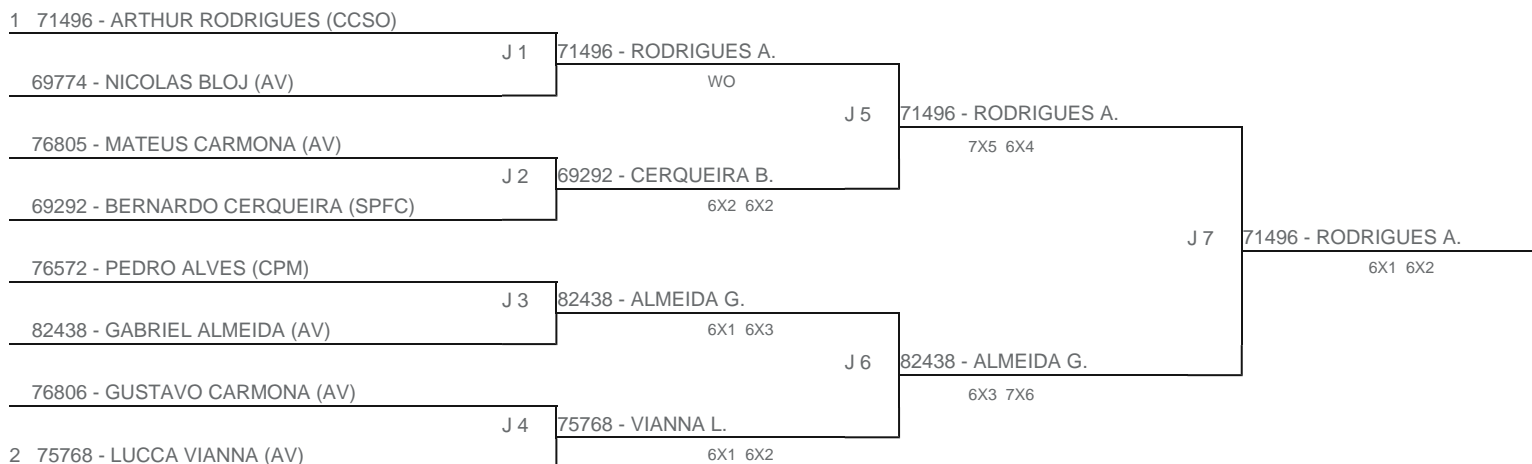 1 71496 - ARTHUR RODRIGUES (CCSO)
J 1 71496 - RODRIGUES A.
69774 - NICOLAS BLOJ (AV)
WO
J 5 71496 - RODRIGUES A.
76805 - MATEUS CARMONA (AV)
7X5 6X4
J 2 69292 - CERQUEIRA B.
69292 - BERNARDO CERQUEIRA (SPFC)
6X2 6X2
J 7 71496 - RODRIGUES A.
76572 - PEDRO ALVES (CPM)
6X1 6X2
J 3 82438 - ALMEIDA G.
82438 - GABRIEL ALMEIDA (AV)
6X1 6X3
J 6 82438 - ALMEIDA G.
76806 - GUSTAVO CARMONA (AV)
6X3 7X6
J 4 75768 - VIANNA L.
2 75768 - LUCCA VIANNA (AV)
6X1 6X2